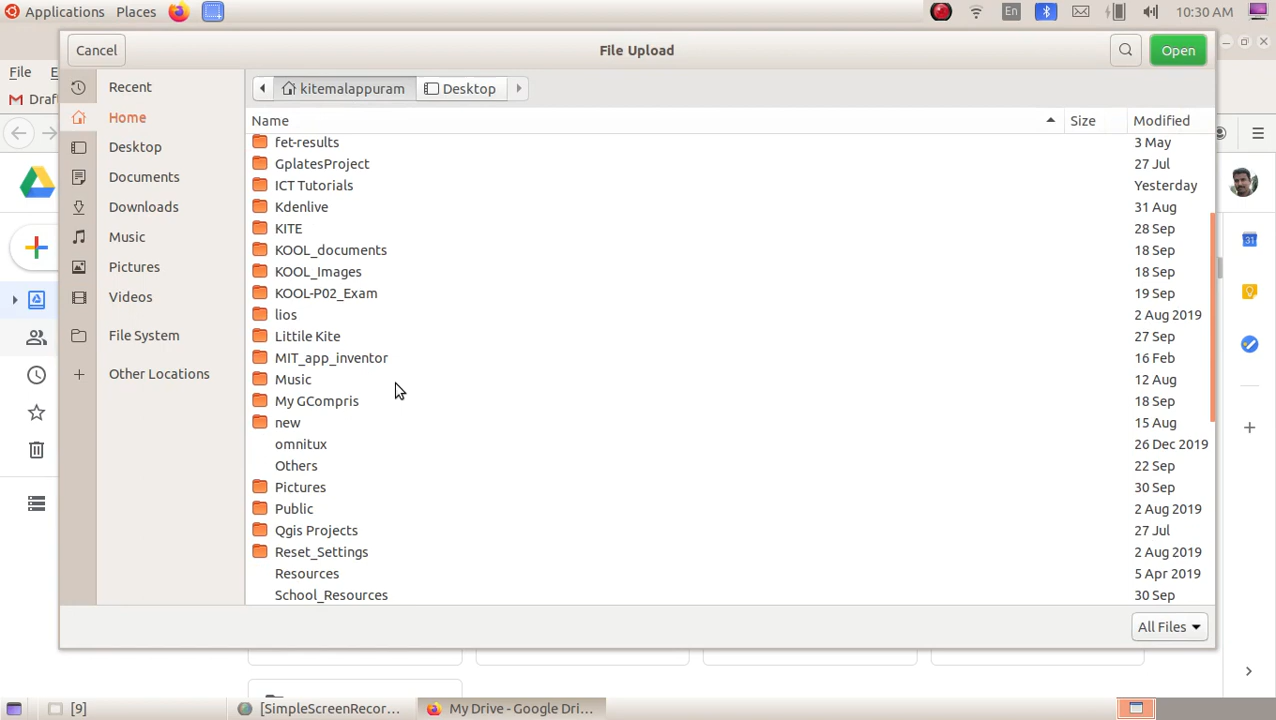 Applications Places En 10:30 AM
File E
Draf
Cancel File Upload Open
kitemalappuram Desktop
Recent
Home
Desktop
Documents
Downloads
Music
Pictures
Videos
File System
+ Other Locations
Name Size Modified
fet-results 3 May
GplatesProject 27 Jul
ICT Tutorials Yesterday
Kdenlive 31 Aug
KITE 28 Sep
KOOL_documents 18 Sep
KOOL_Images 18 Sep
KOOL-P02_Exam 19 Sep
lios 2 Aug 2019
Littile Kite 27 Sep
MIT_app_inventor 16 Feb
Music 12 Aug
My GCompris 18 Sep
new 15 Aug
omnitux 26 Dec 2019
Others 22 Sep
Pictures 30 Sep
Public 2 Aug 2019
Qgis Projects 27 Jul
Reset_Settings 2 Aug 2019
Resources 5 Apr 2019
School_Resources 30 Sep
All Files
31
[9] [SimpleScreenRecor... My Drive - Google Dri...